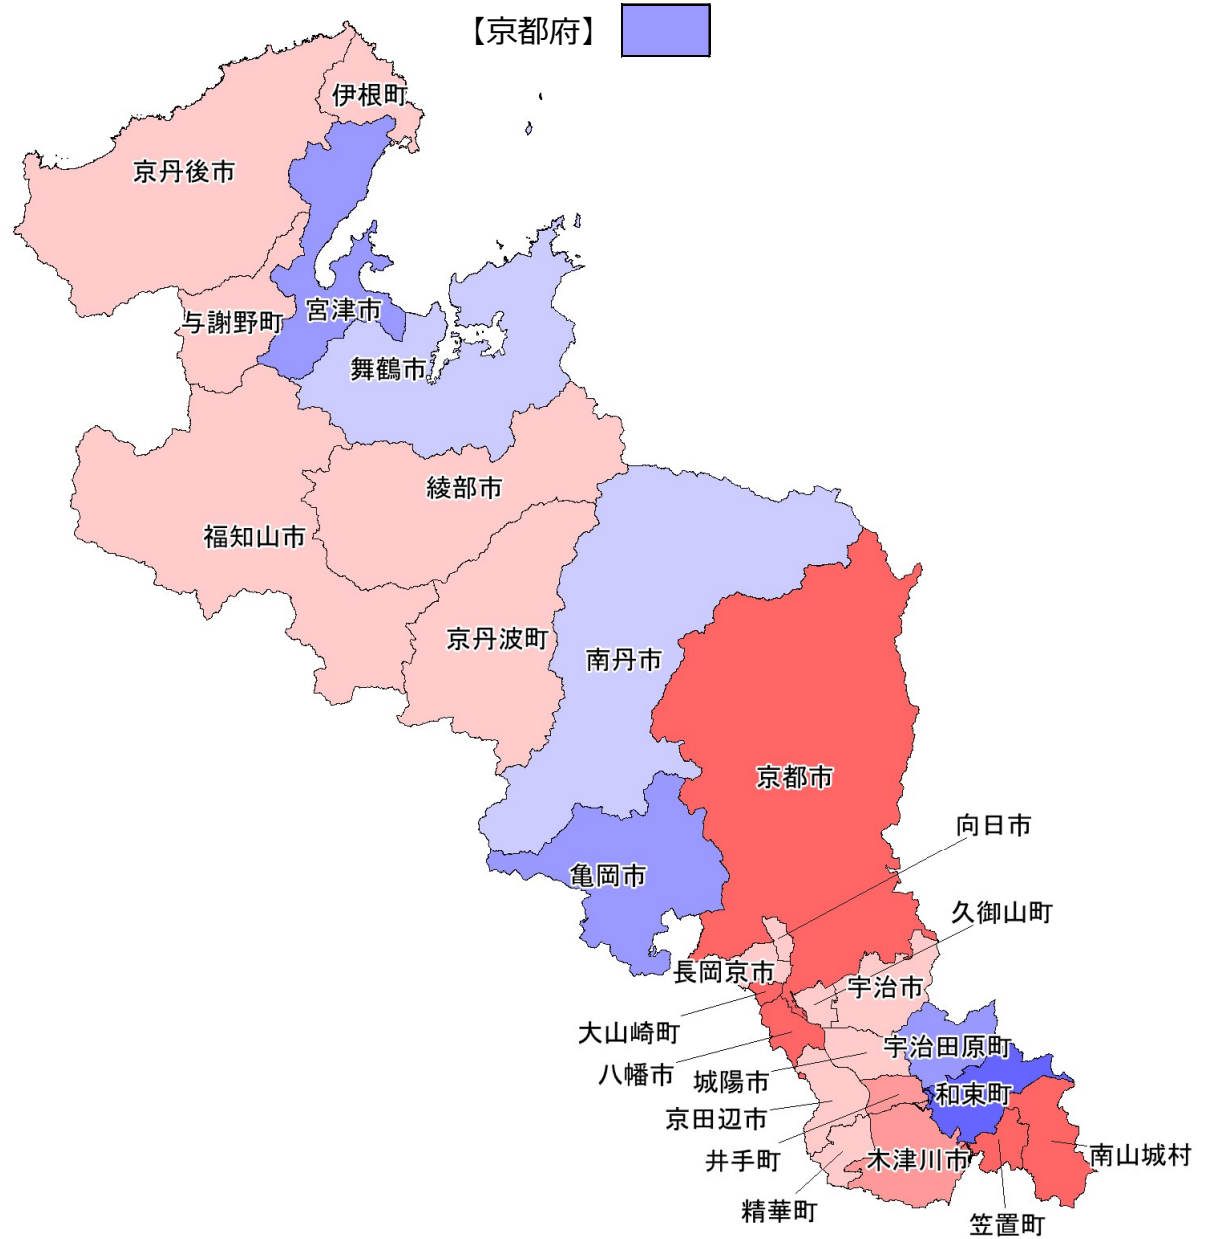 【京都府】
伊根町
京丹後市
宮津市
与謝野町
舞鶴市
綾部市
福知山市
京丹波町
南丹市
京都市
向日市
亀岡市
久御山町
長岡京市
宇治市
大山崎町
宇治田原町
八幡市
城陽市
和束町
京田辺市
井手町
木津川市
南山城村
精華町
笠置町